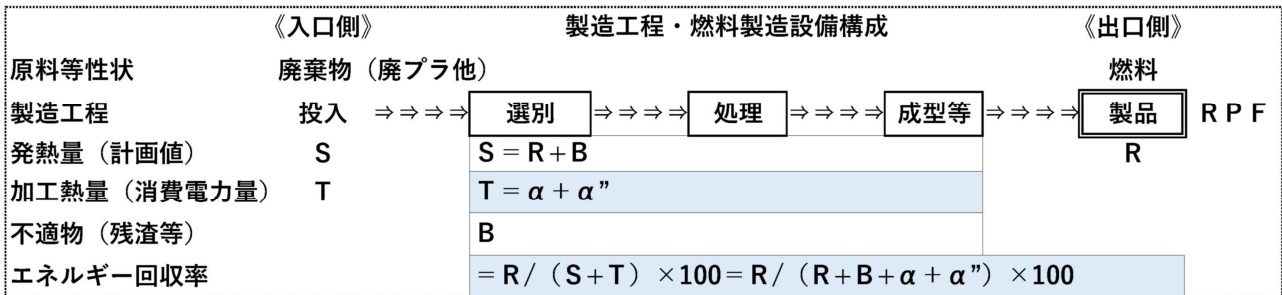 《入口側》 製造工程・燃料製造設備構成 《出口側》
原料等性状 廃棄物（廃プラ他） 燃料
製造工程 投入 ⇒⇒⇒⇒ 選別 ⇒⇒⇒⇒ 処理 ⇒⇒⇒⇒ 成型等 ⇒⇒⇒⇒ 製品 ＲＰＦ
発熱量（計画値） S S＝R＋B R
加工熱量（消費電力量） T T＝α＋α”
不適物（残渣等） B
エネルギー回収率 ＝R/（S＋T）×100＝R/（R＋B＋α＋α”）×100